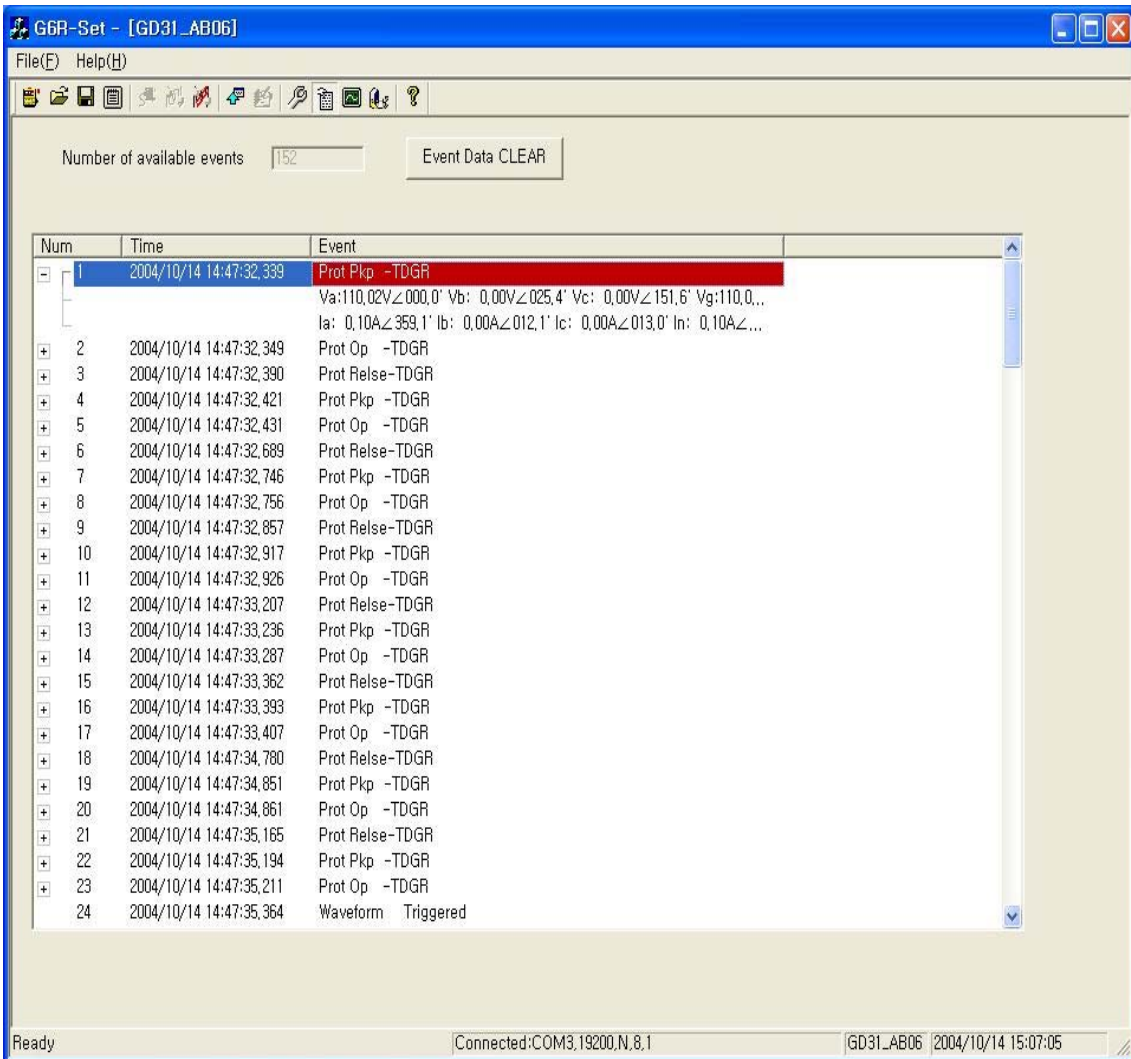 G6R-Set - [GD31_AB06]
File(F) Help(H)
Number of available events 152 Event Data CLEAR
Num Time Event
1 2004/10/14 14:47:32,339 Prot Pkp -TDGR
Va:110,02V∠000,0' Vb: 0,00V∠025,4' Vc: 0,00V∠151,6' Vg:110,0...
Ia: 0,10A∠359,1' Ib: 0,00A∠012,1' Ic: 0,00A∠013,0' In: 0,10A∠...
2 2004/10/14 14:47:32,349 Prot Op -TDGR
3 2004/10/14 14:47:32,390 Prot Relse-TDGR
4 2004/10/14 14:47:32,421 Prot Pkp -TDGR
5 2004/10/14 14:47:32,431 Prot Op -TDGR
6 2004/10/14 14:47:32,689 Prot Relse-TDGR
7 2004/10/14 14:47:32,746 Prot Pkp -TDGR
8 2004/10/14 14:47:32,756 Prot Op -TDGR
9 2004/10/14 14:47:32,857 Prot Relse-TDGR
10 2004/10/14 14:47:32,917 Prot Pkp -TDGR
11 2004/10/14 14:47:32,926 Prot Op -TDGR
12 2004/10/14 14:47:33,207 Prot Relse-TDGR
13 2004/10/14 14:47:33,236 Prot Pkp -TDGR
14 2004/10/14 14:47:33,287 Prot Op -TDGR
15 2004/10/14 14:47:33,362 Prot Relse-TDGR
16 2004/10/14 14:47:33,393 Prot Pkp -TDGR
17 2004/10/14 14:47:33,407 Prot Op -TDGR
18 2004/10/14 14:47:34,780 Prot Relse-TDGR
19 2004/10/14 14:47:34,851 Prot Pkp -TDGR
20 2004/10/14 14:47:34,861 Prot Op -TDGR
21 2004/10/14 14:47:35,165 Prot Relse-TDGR
22 2004/10/14 14:47:35,194 Prot Pkp -TDGR
23 2004/10/14 14:47:35,211 Prot Op -TDGR
24 2004/10/14 14:47:35,364 Waveform Triggered
Ready Connected:COM3,19200,N,8,1 GD31_AB06 2004/10/14 15:07:05